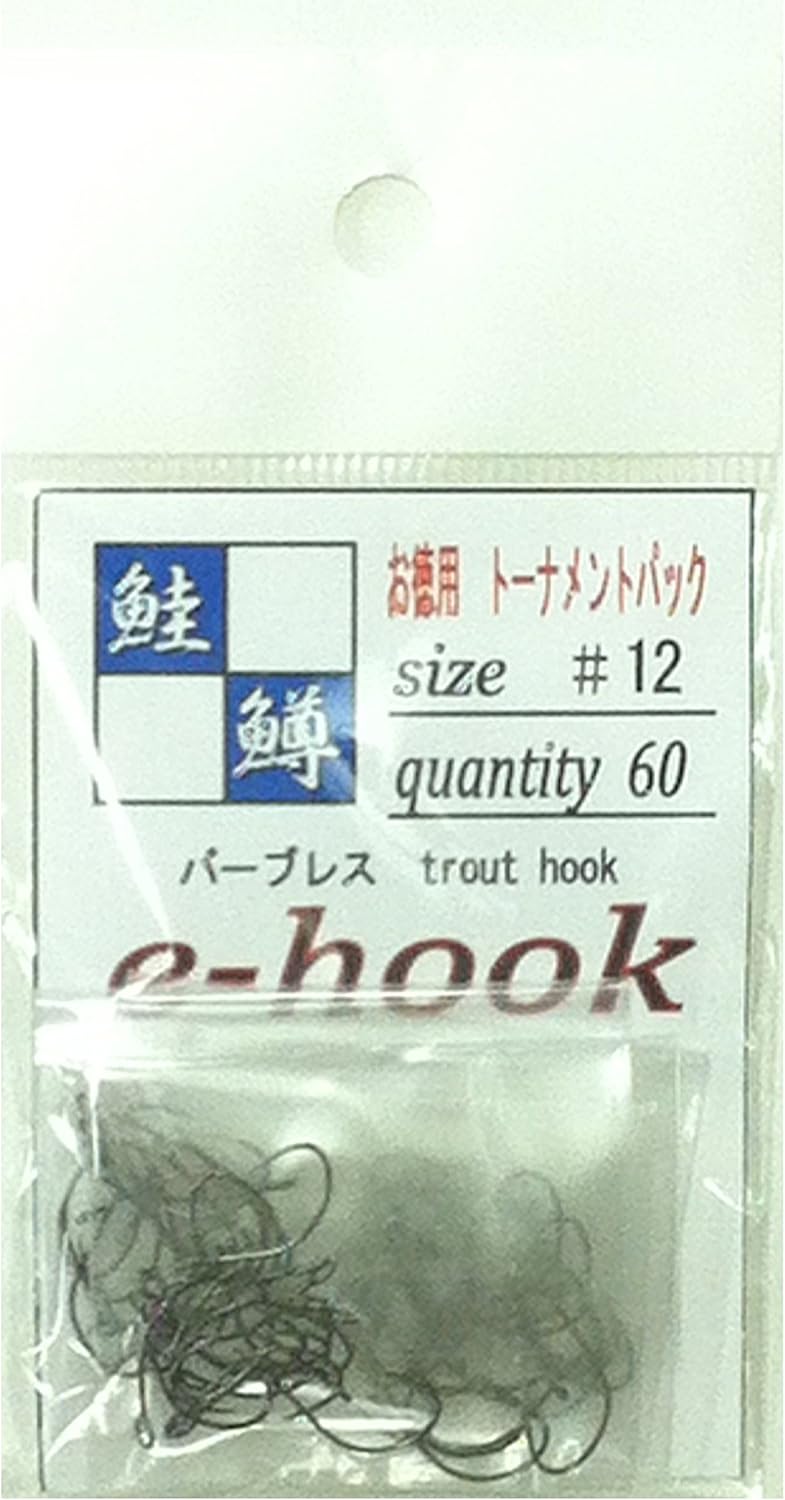 鮭
鱒
お徳用 トーナメントパック
size #12
quantity 60
バーブレス trout hook
e-hook